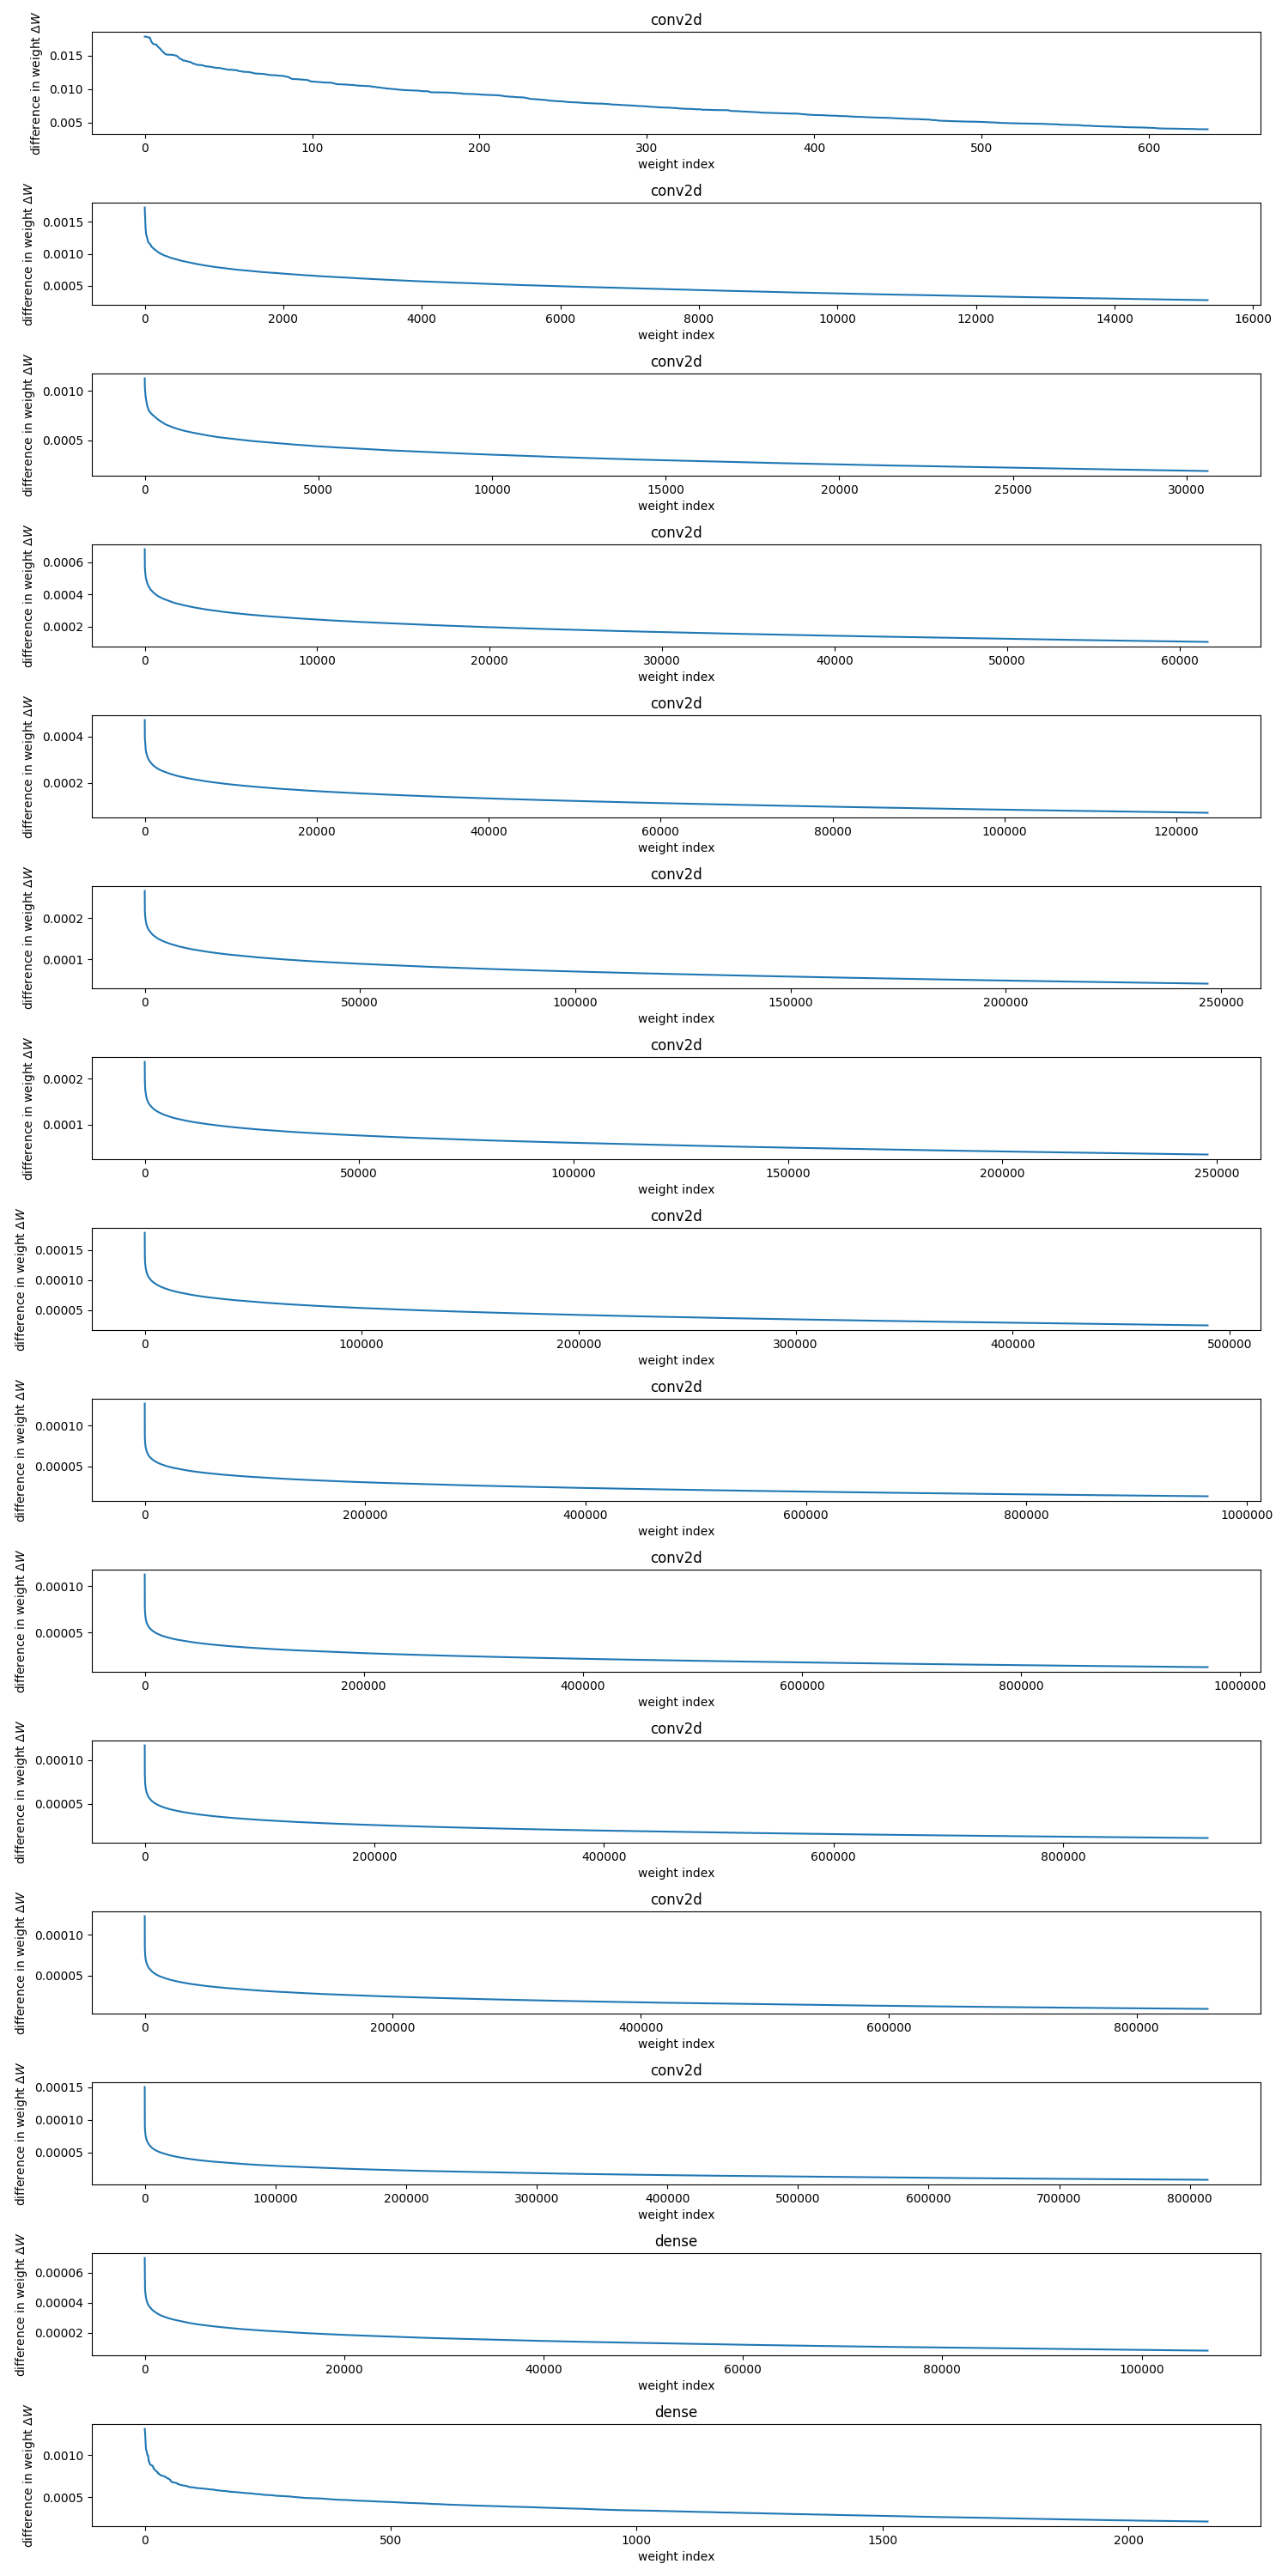 conv2d
difference in weight ΔW
0.015
0.010
0.005
0 100 200 300 400 500 600
weight index
conv2d
difference in weight ΔW
0.0015
0.0010
0.0005
0 2000 4000 6000 8000 10000 12000 14000 16000
weight index
conv2d
difference in weight ΔW
0.0010
0.0005
0 5000 10000 15000 20000 25000 30000
weight index
conv2d
difference in weight ΔW
0.0006
0.0004
0.0002
0 10000 20000 30000 40000 50000 60000
weight index
conv2d
difference in weight ΔW
0.0004
0.0002
0 20000 40000 60000 80000 100000 120000
weight index
conv2d
difference in weight ΔW
0.0002
0.0001
0 50000 100000 150000 200000 250000
weight index
conv2d
difference in weight ΔW
0.0002
0.0001
0 50000 100000 150000 200000 250000
weight index
conv2d
difference in weight ΔW
0.00015
0.00010
0.00005
0 100000 200000 300000 400000 500000
weight index
conv2d
difference in weight ΔW
0.00010
0.00005
0 200000 400000 600000 800000 1000000
weight index
conv2d
difference in weight ΔW
0.00010
0.00005
0 200000 400000 600000 800000 1000000
weight index
conv2d
difference in weight ΔW
0.00010
0.00005
0 200000 400000 600000 800000
weight index
conv2d
difference in weight ΔW
0.00010
0.00005
0 200000 400000 600000 800000
weight index
conv2d
difference in weight ΔW
0.00015
0.00010
0.00005
0 100000 200000 300000 400000 500000 600000 700000 800000
weight index
dense
difference in weight ΔW
0.00006
0.00004
0.00002
0 20000 40000 60000 80000 100000
weight index
dense
difference in weight ΔW
0.0010
0.0005
0 500 1000 1500 2000
weight index